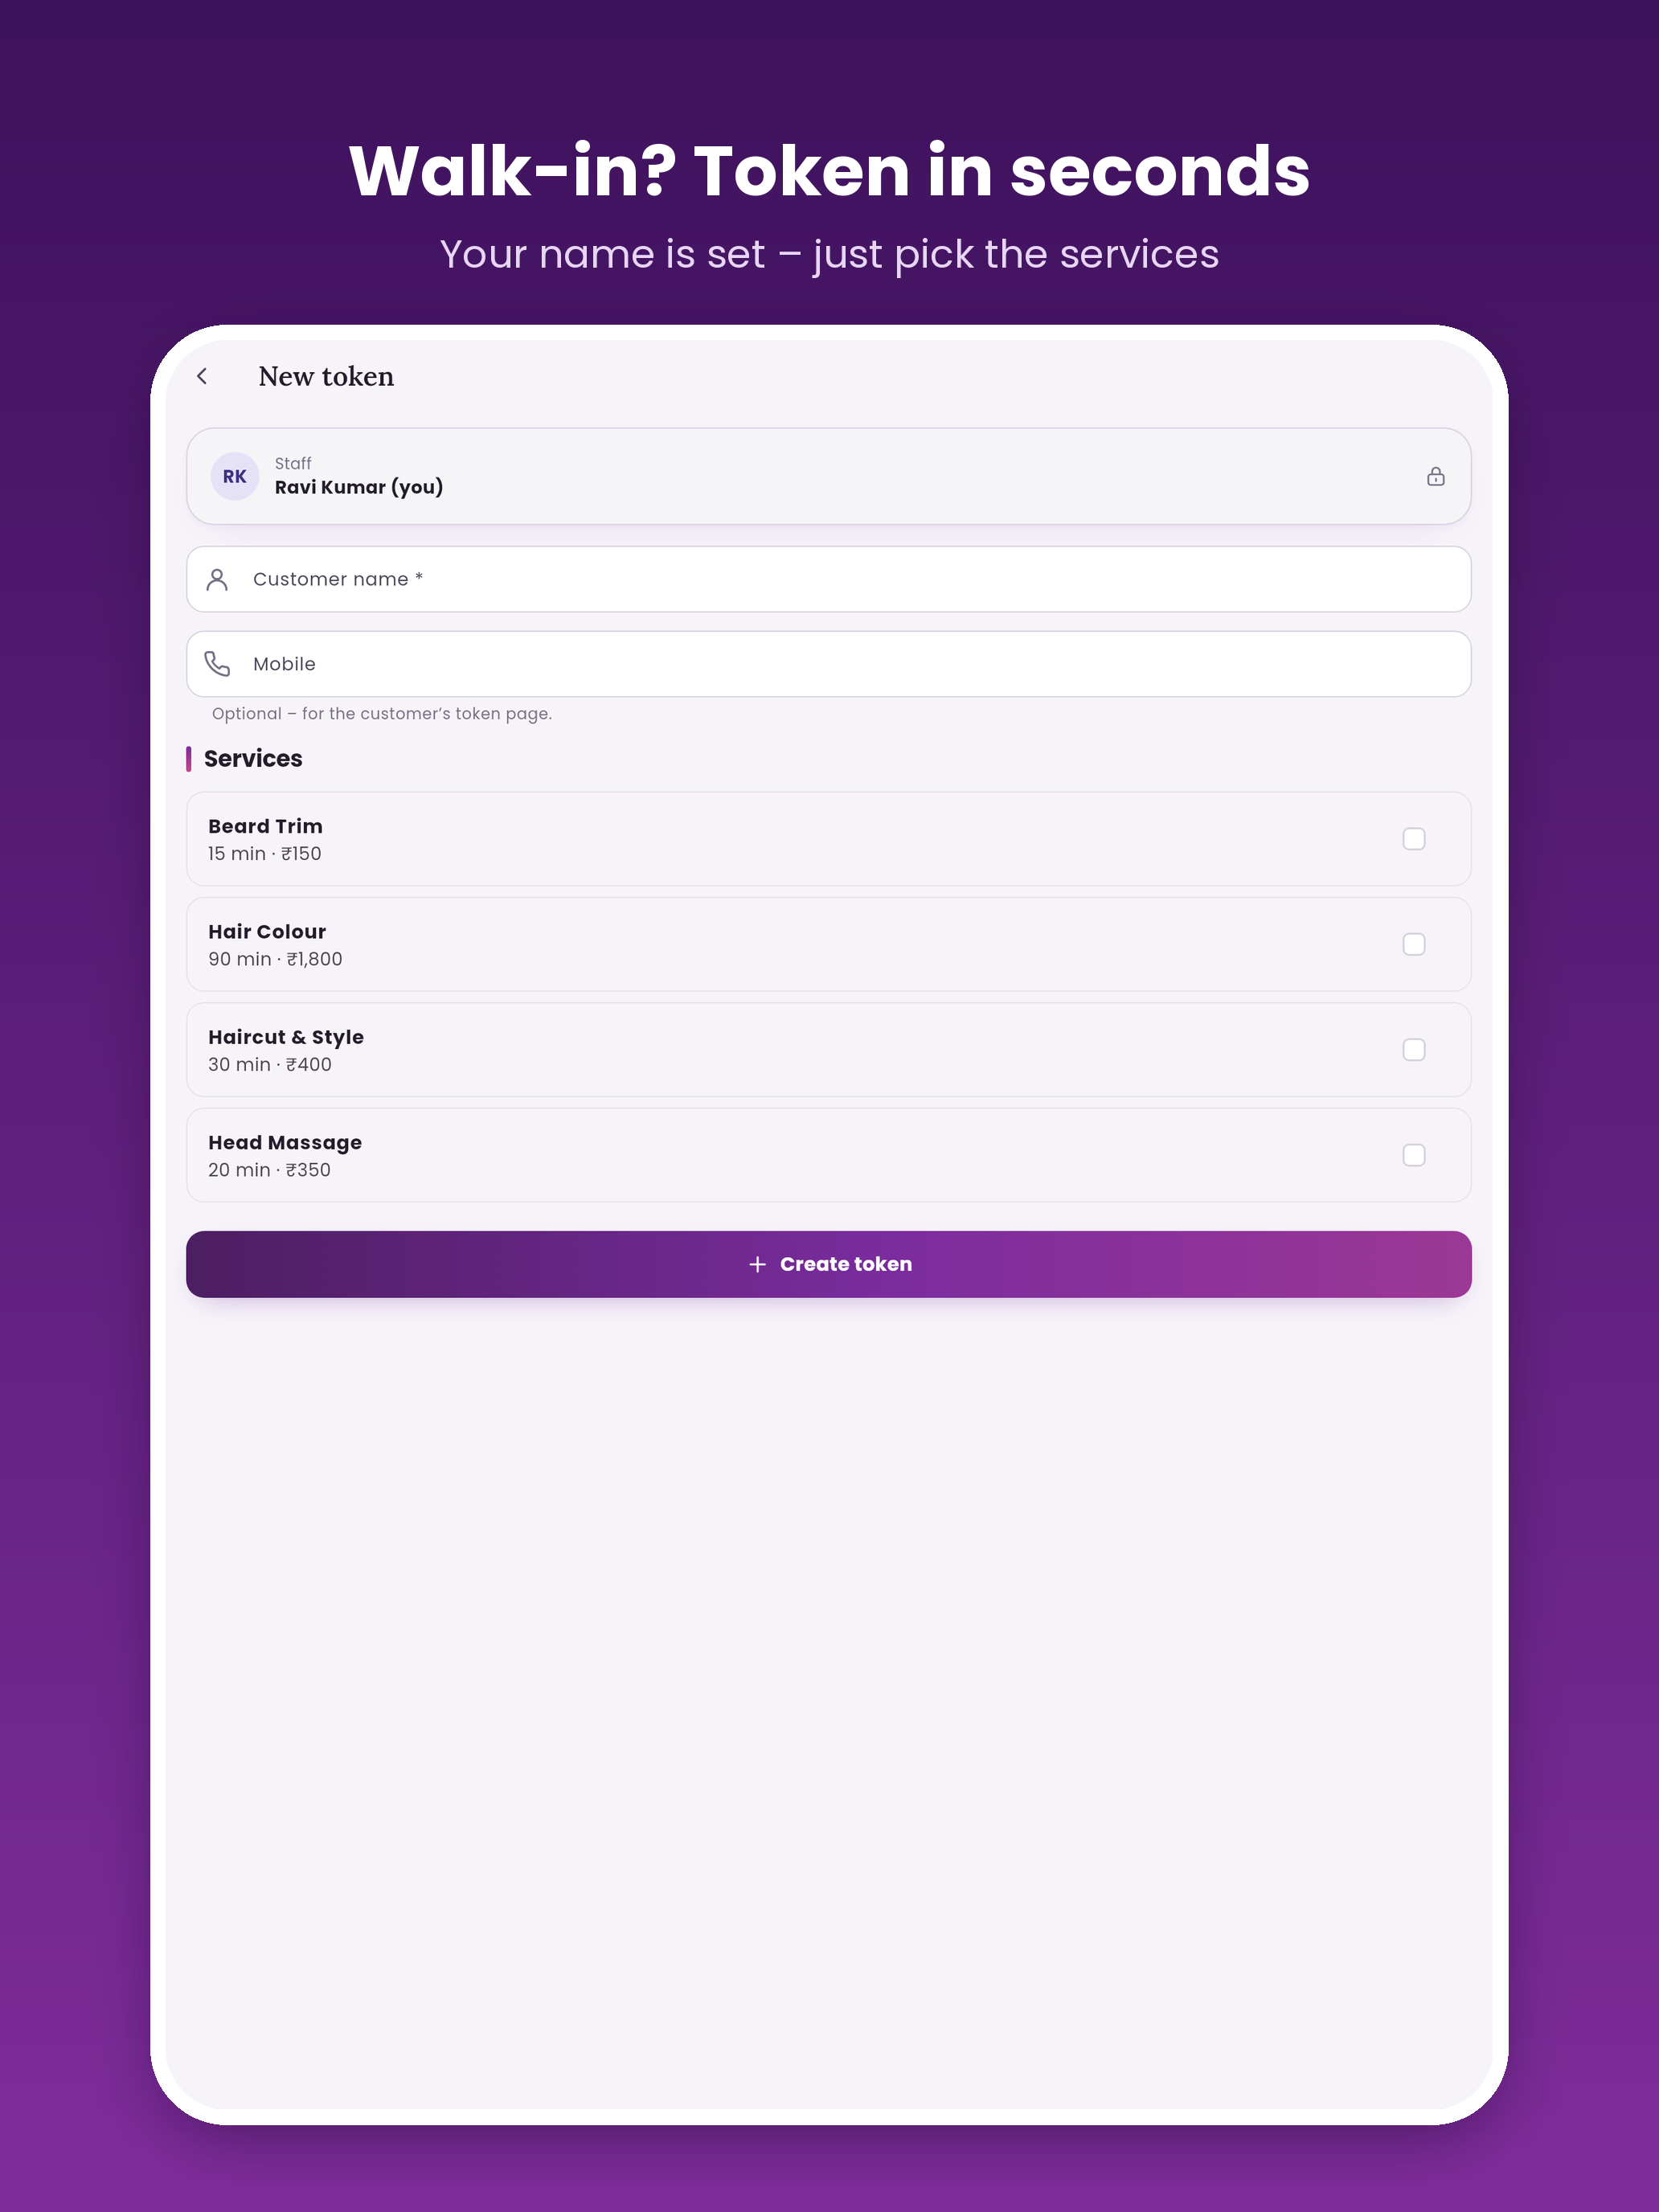 Walk-in? Token in seconds
Your name is set – just pick the services
New token
RK
Staff
Ravi Kumar (you)
Customer name *
Mobile
Optional – for the customer’s token page.
Services
Beard Trim
15 min · ₹150
Hair Colour
90 min · ₹1,800
Haircut & Style
30 min · ₹400
Head Massage
20 min · ₹350
Create token